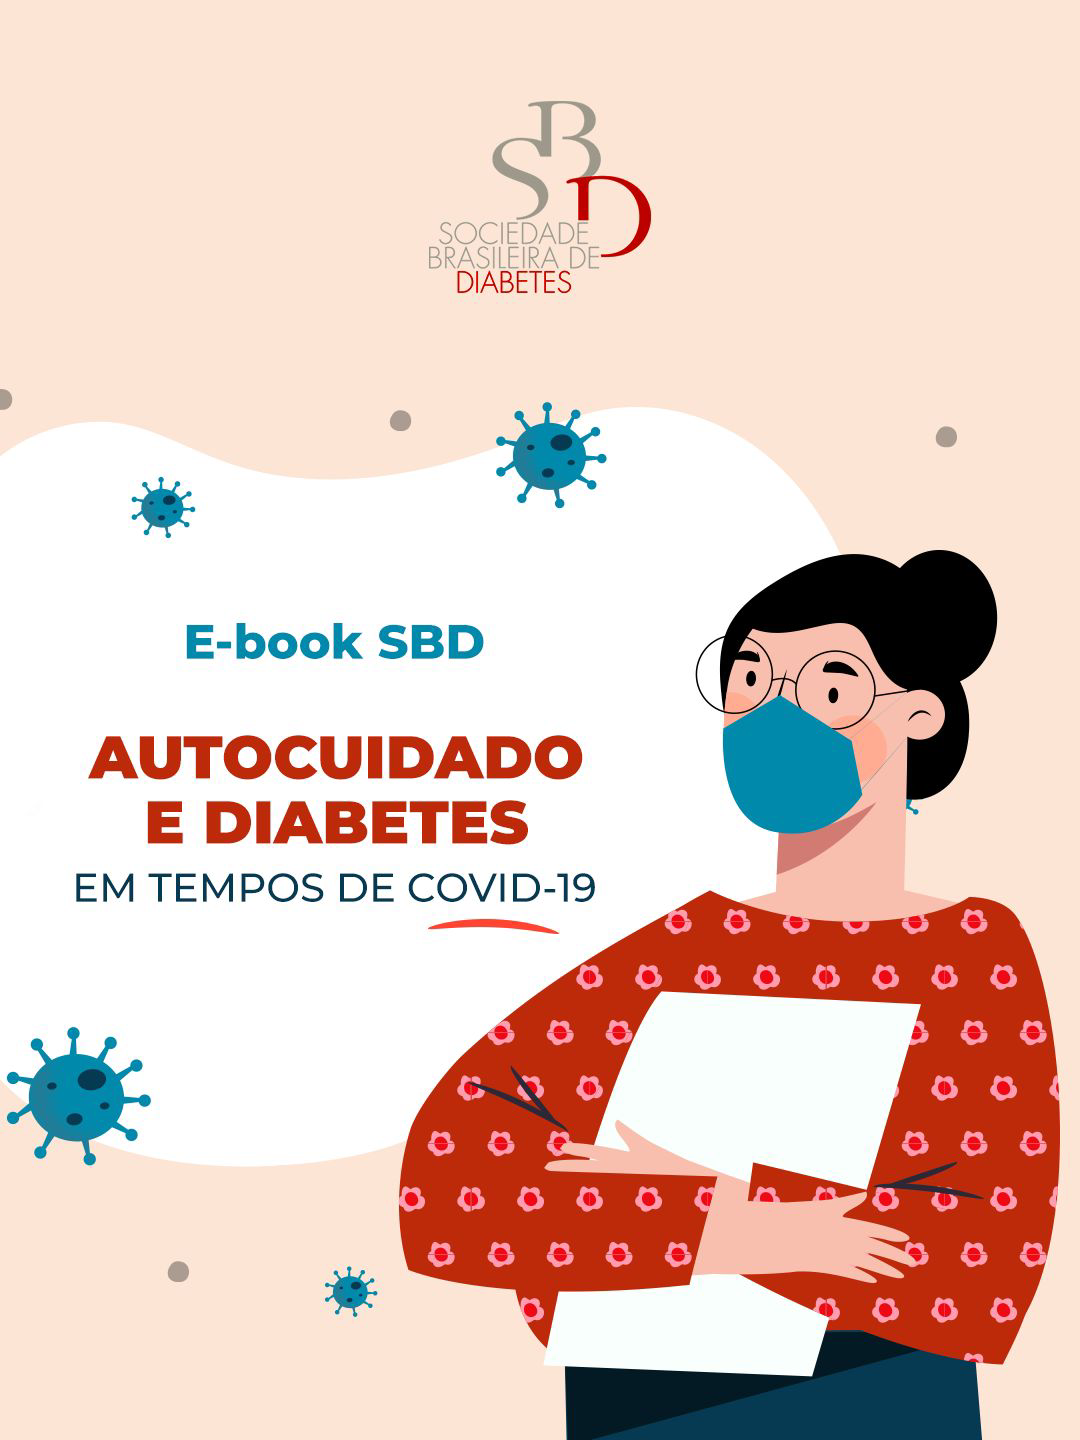 SBD
SOCIEDADE
BRASILEIRA DE
DIABETES
E-book SBD
AUTOCUIDADO
E DIABETES
EM TEMPOS DE COVID-19